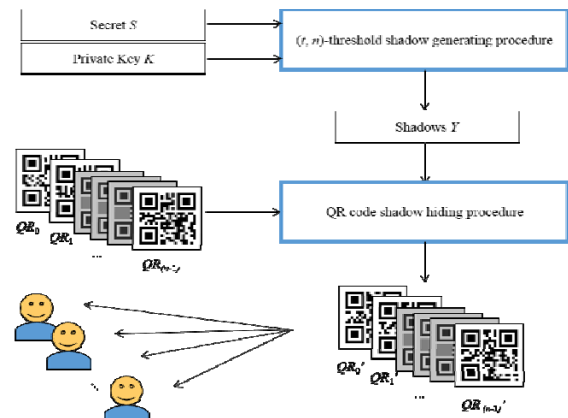 Secret S
Private Key K
(t, n)-threshold shadow generating procedure
Shadows Y
QR code shadow hiding procedure
QR₀
QR₁
...
QR₍ₙ₋₁₎
QR₀'
QR₁'
...
QR₍ₙ₋₁₎'
...